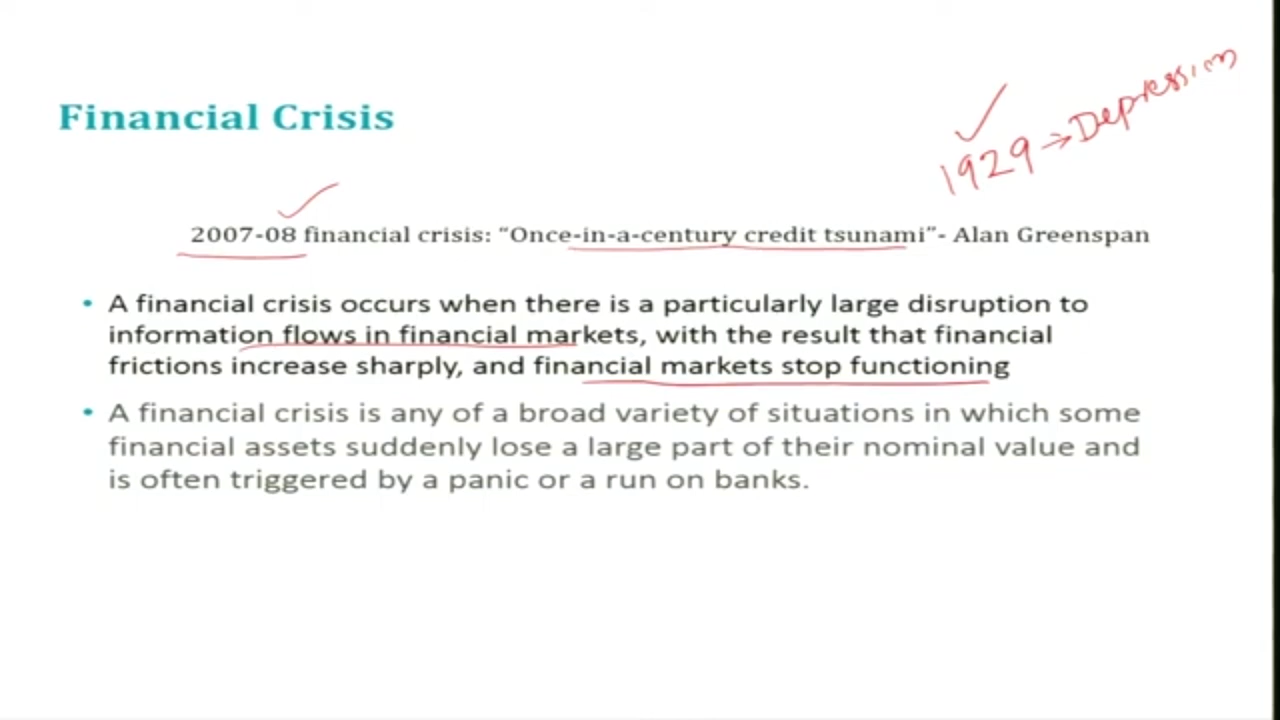 Financial Crisis
1929 → Depression
2007-08 financial crisis: “Once-in-a-century credit tsunami”- Alan Greenspan
• A financial crisis occurs when there is a particularly large disruption to
information flows in financial markets, with the result that financial
frictions increase sharply, and financial markets stop functioning
• A financial crisis is any of a broad variety of situations in which some
financial assets suddenly lose a large part of their nominal value and
is often triggered by a panic or a run on banks.